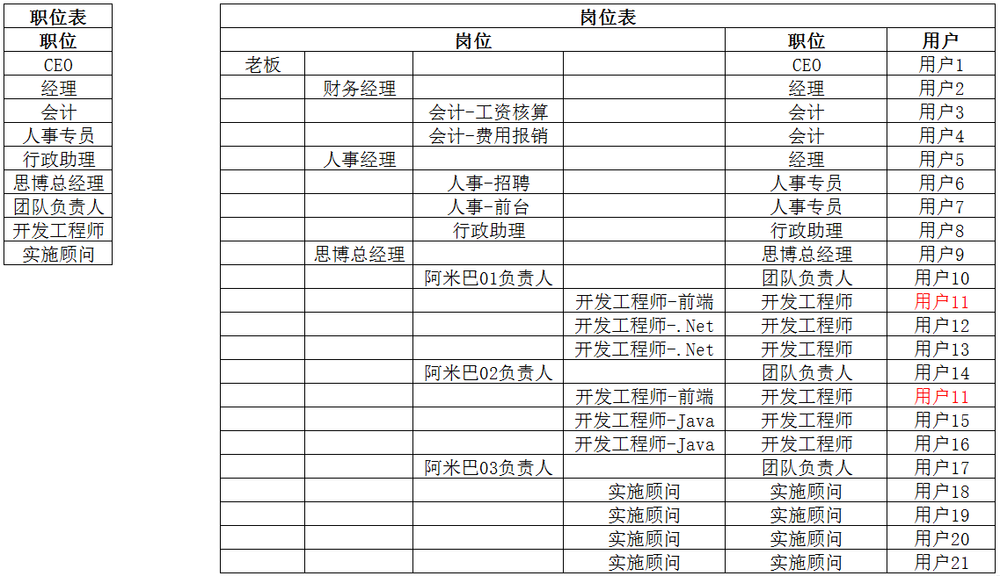 职位表
职位
CEO
经理
会计
人事专员
行政助理
思博总经理
团队负责人
开发工程师
实施顾问
岗位表
岗位 职位 用户
老板 CEO 用户1
财务经理 经理 用户2
会计-工资核算 会计 用户3
会计-费用报销 会计 用户4
人事经理 经理 用户5
人事-招聘 人事专员 用户6
人事-前台 人事专员 用户7
行政助理 行政助理 用户8
思博总经理 思博总经理 用户9
阿米巴01负责人 团队负责人 用户10
开发工程师-前端 开发工程师 用户11
开发工程师-.Net 开发工程师 用户12
开发工程师-.Net 开发工程师 用户13
阿米巴02负责人 团队负责人 用户14
开发工程师-前端 开发工程师 用户11
开发工程师-Java 开发工程师 用户15
开发工程师-Java 开发工程师 用户16
阿米巴03负责人 团队负责人 用户17
实施顾问 实施顾问 用户18
实施顾问 实施顾问 用户19
实施顾问 实施顾问 用户20
实施顾问 实施顾问 用户21